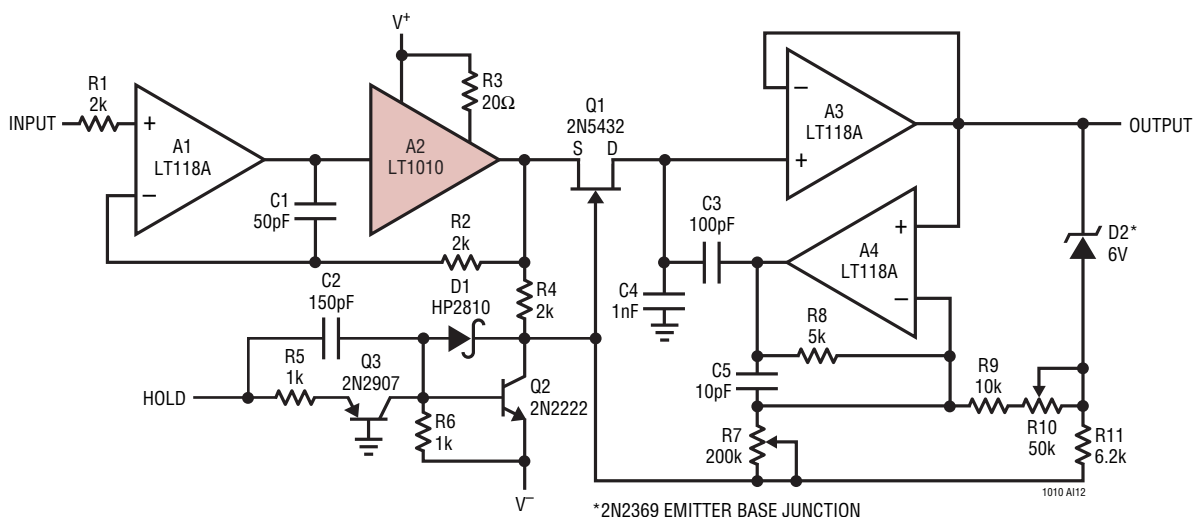 V+
R1
2k
INPUT
+
A1
LT118A
−
C1
50pF
A2
LT1010
R3
20Ω
R2
2k
Q1
2N5432
S D
−
A3
LT118A
+
OUTPUT
C3
100pF
C4
1nF
+
A4
LT118A
−
D2*
6V
C2
150pF
D1
HP2810
R4
2k
HOLD
R5
1k
Q3
2N2907
Q2
2N2222
R6
1k
V−
R8
5k
C5
10pF
R7
200k
R9
10k
R10
50k
R11
6.2k
1010 AI12
*2N2369 EMITTER BASE JUNCTION